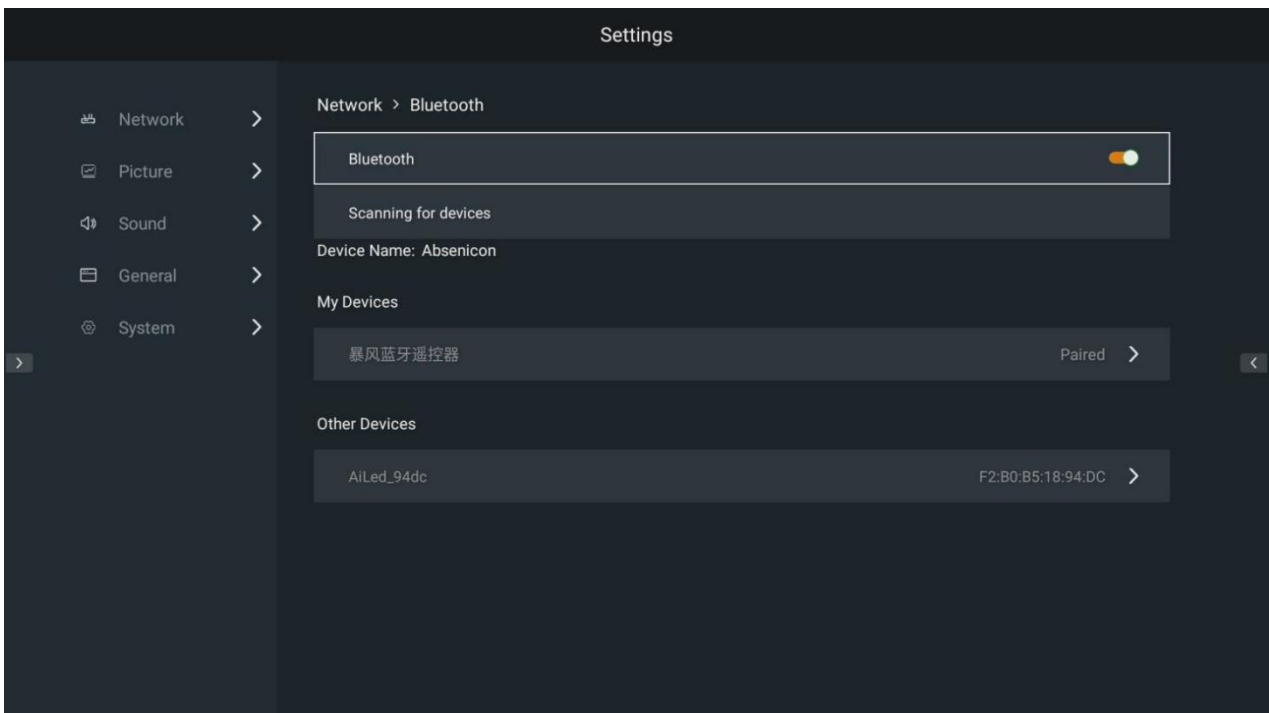 Settings
Network
Picture
Sound
General
System
Network > Bluetooth
Bluetooth
Scanning for devices
Device Name: Absenicon
My Devices
暴风蓝牙遥控器 Paired
Other Devices
AiLed_94dc F2:B0:B5:18:94:DC